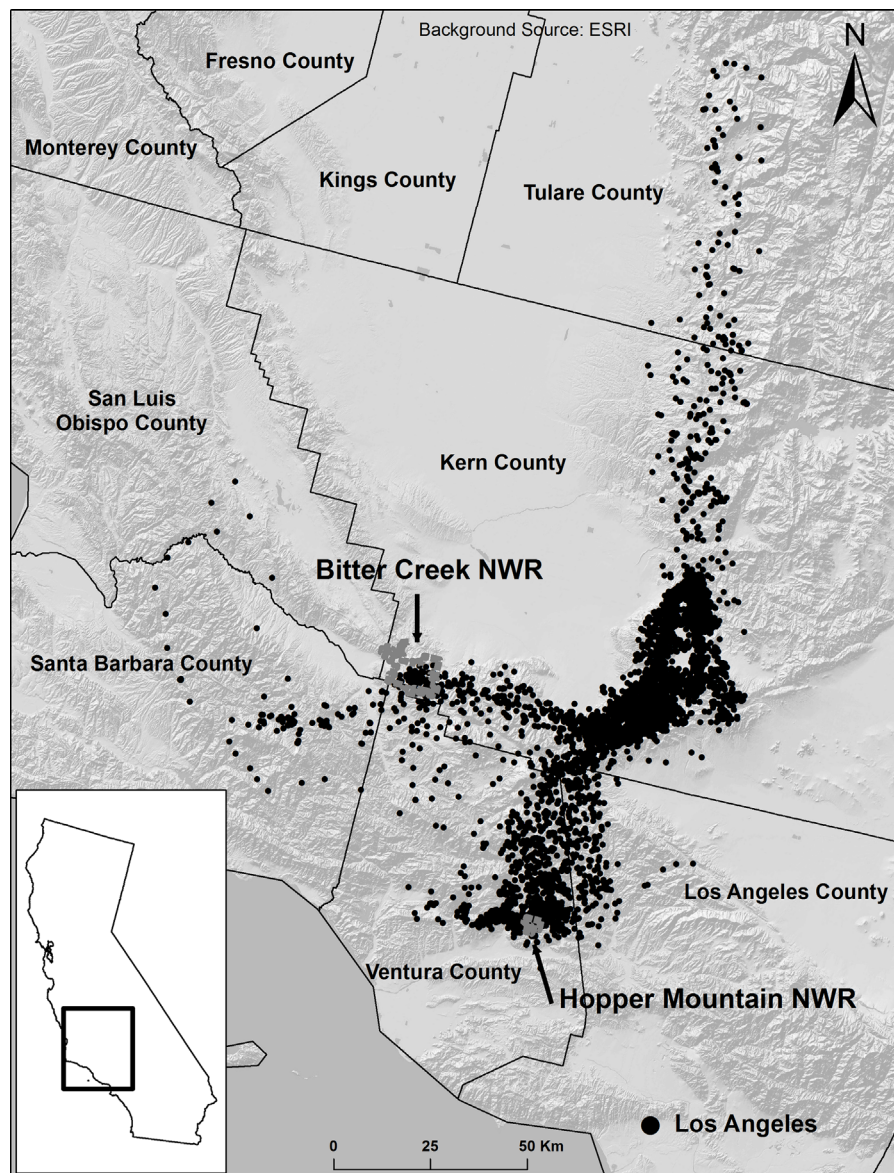 Background Source: ESRI
N
Fresno County
Monterey County
Kings County
Tulare County
San Luis
Obispo County
Kern County
Bitter Creek NWR
Santa Barbara County
Los Angeles County
Ventura County
Hopper Mountain NWR
Los Angeles
0 25 50 Km